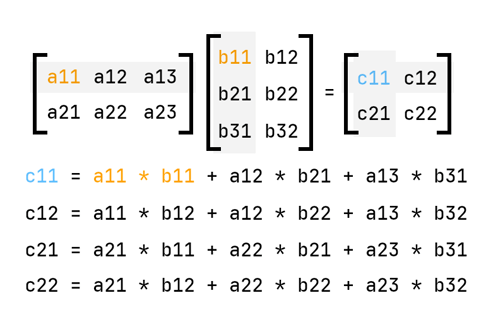 a11 a12 a13
a21 a22 a23
b11 b12
b21 b22
b31 b32
=
c11 c12
c21 c22
c11 = a11 * b11 + a12 * b21 + a13 * b31
c12 = a11 * b12 + a12 * b22 + a13 * b32
c21 = a21 * b11 + a22 * b21 + a23 * b31
c22 = a21 * b12 + a22 * b22 + a23 * b32